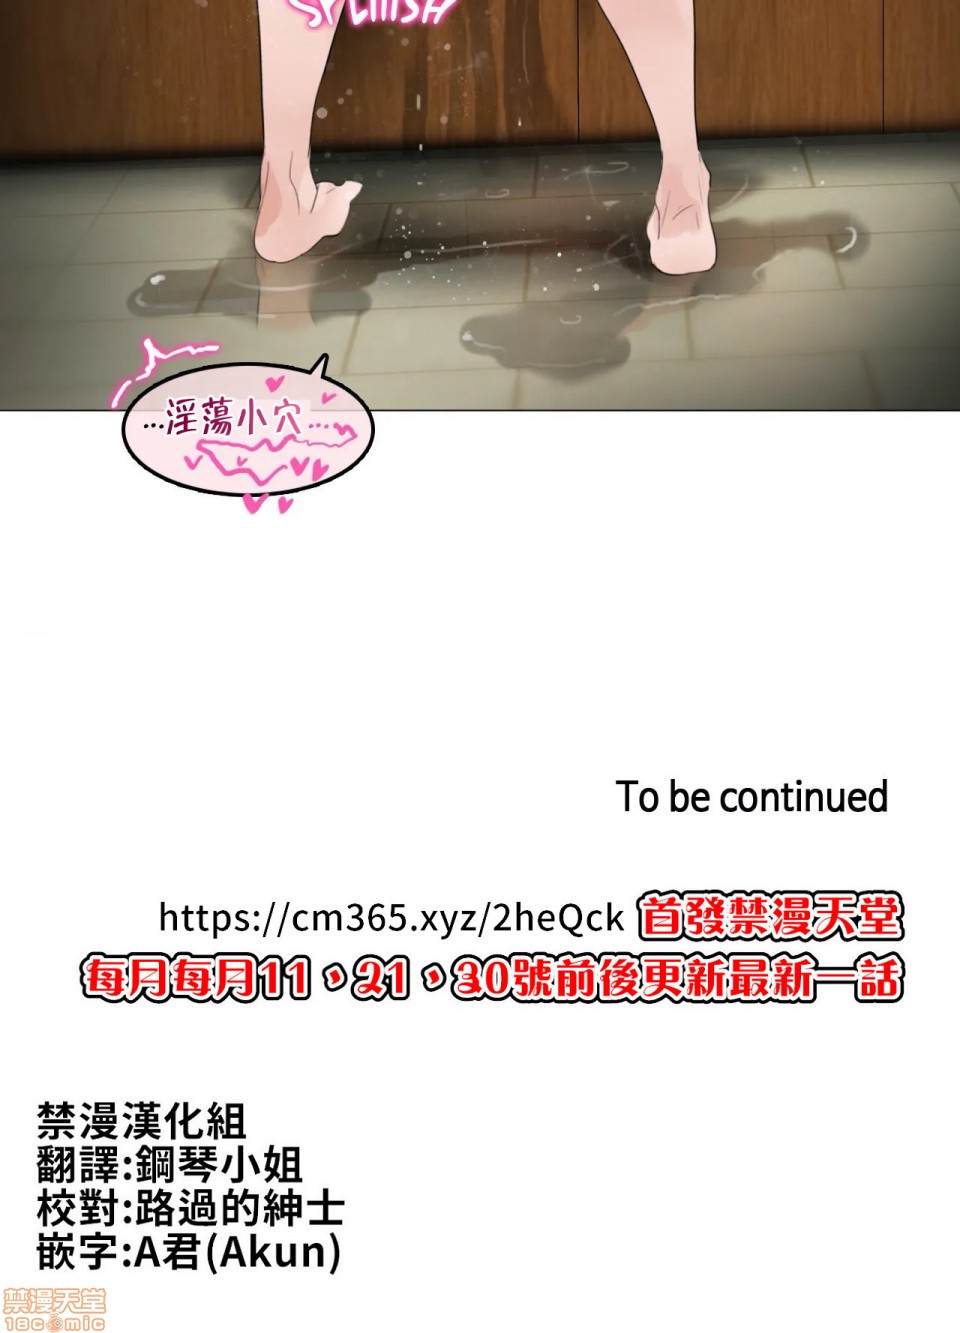 SPLIIISH
...淫蕩小穴...
To be continued
https://cm365.xyz/2heQck 首發禁漫天堂
每月每月11，21，30號前後更新最新一話
禁漫漢化組
翻譯:鋼琴小姐
校對:路過的紳士
嵌字:A君(Akun)
禁漫天堂
18comic